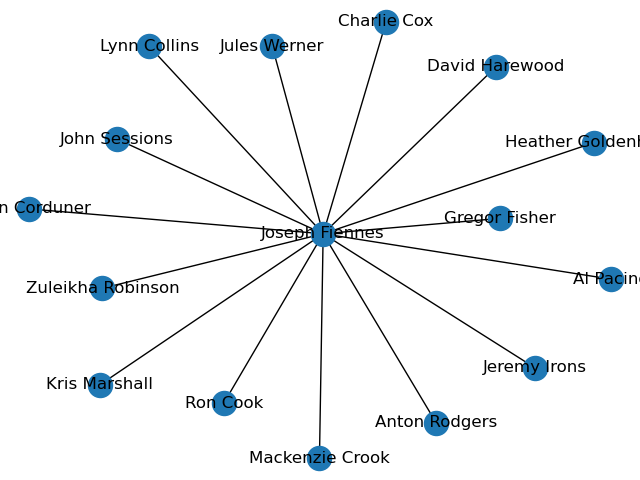 Charlie Cox
Lynn Collins
Jules Werner
David Harewood
John Sessions
Heather Goldenh
n Corduner
Gregor Fisher
Joseph Fiennes
Al Pacino
Zuleikha Robinson
Jeremy Irons
Kris Marshall
Ron Cook
Anton Rodgers
Mackenzie Crook